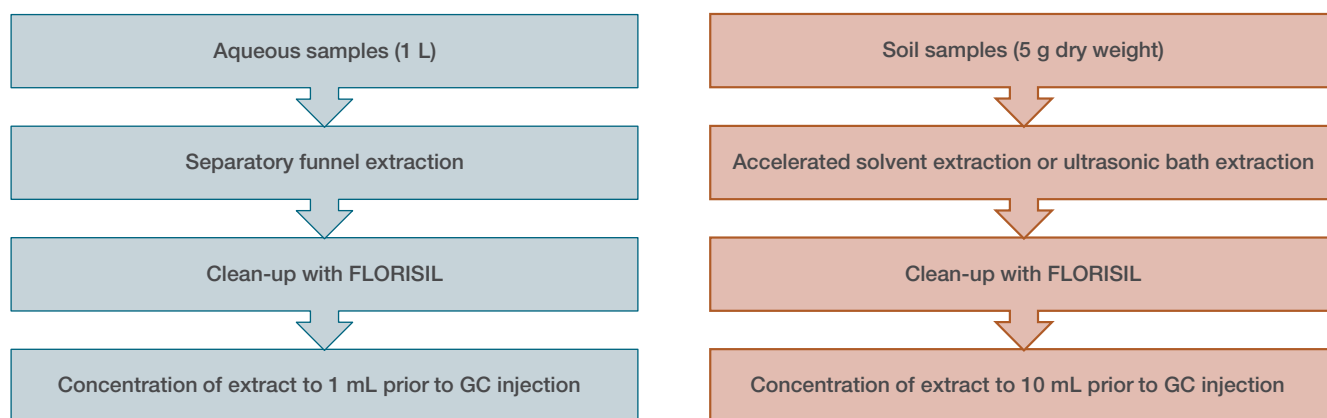 Aqueous samples (1 L)
Separatory funnel extraction
Clean-up with FLORISIL
Concentration of extract to 1 mL prior to GC injection
Soil samples (5 g dry weight)
Accelerated solvent extraction or ultrasonic bath extraction
Clean-up with FLORISIL
Concentration of extract to 10 mL prior to GC injection